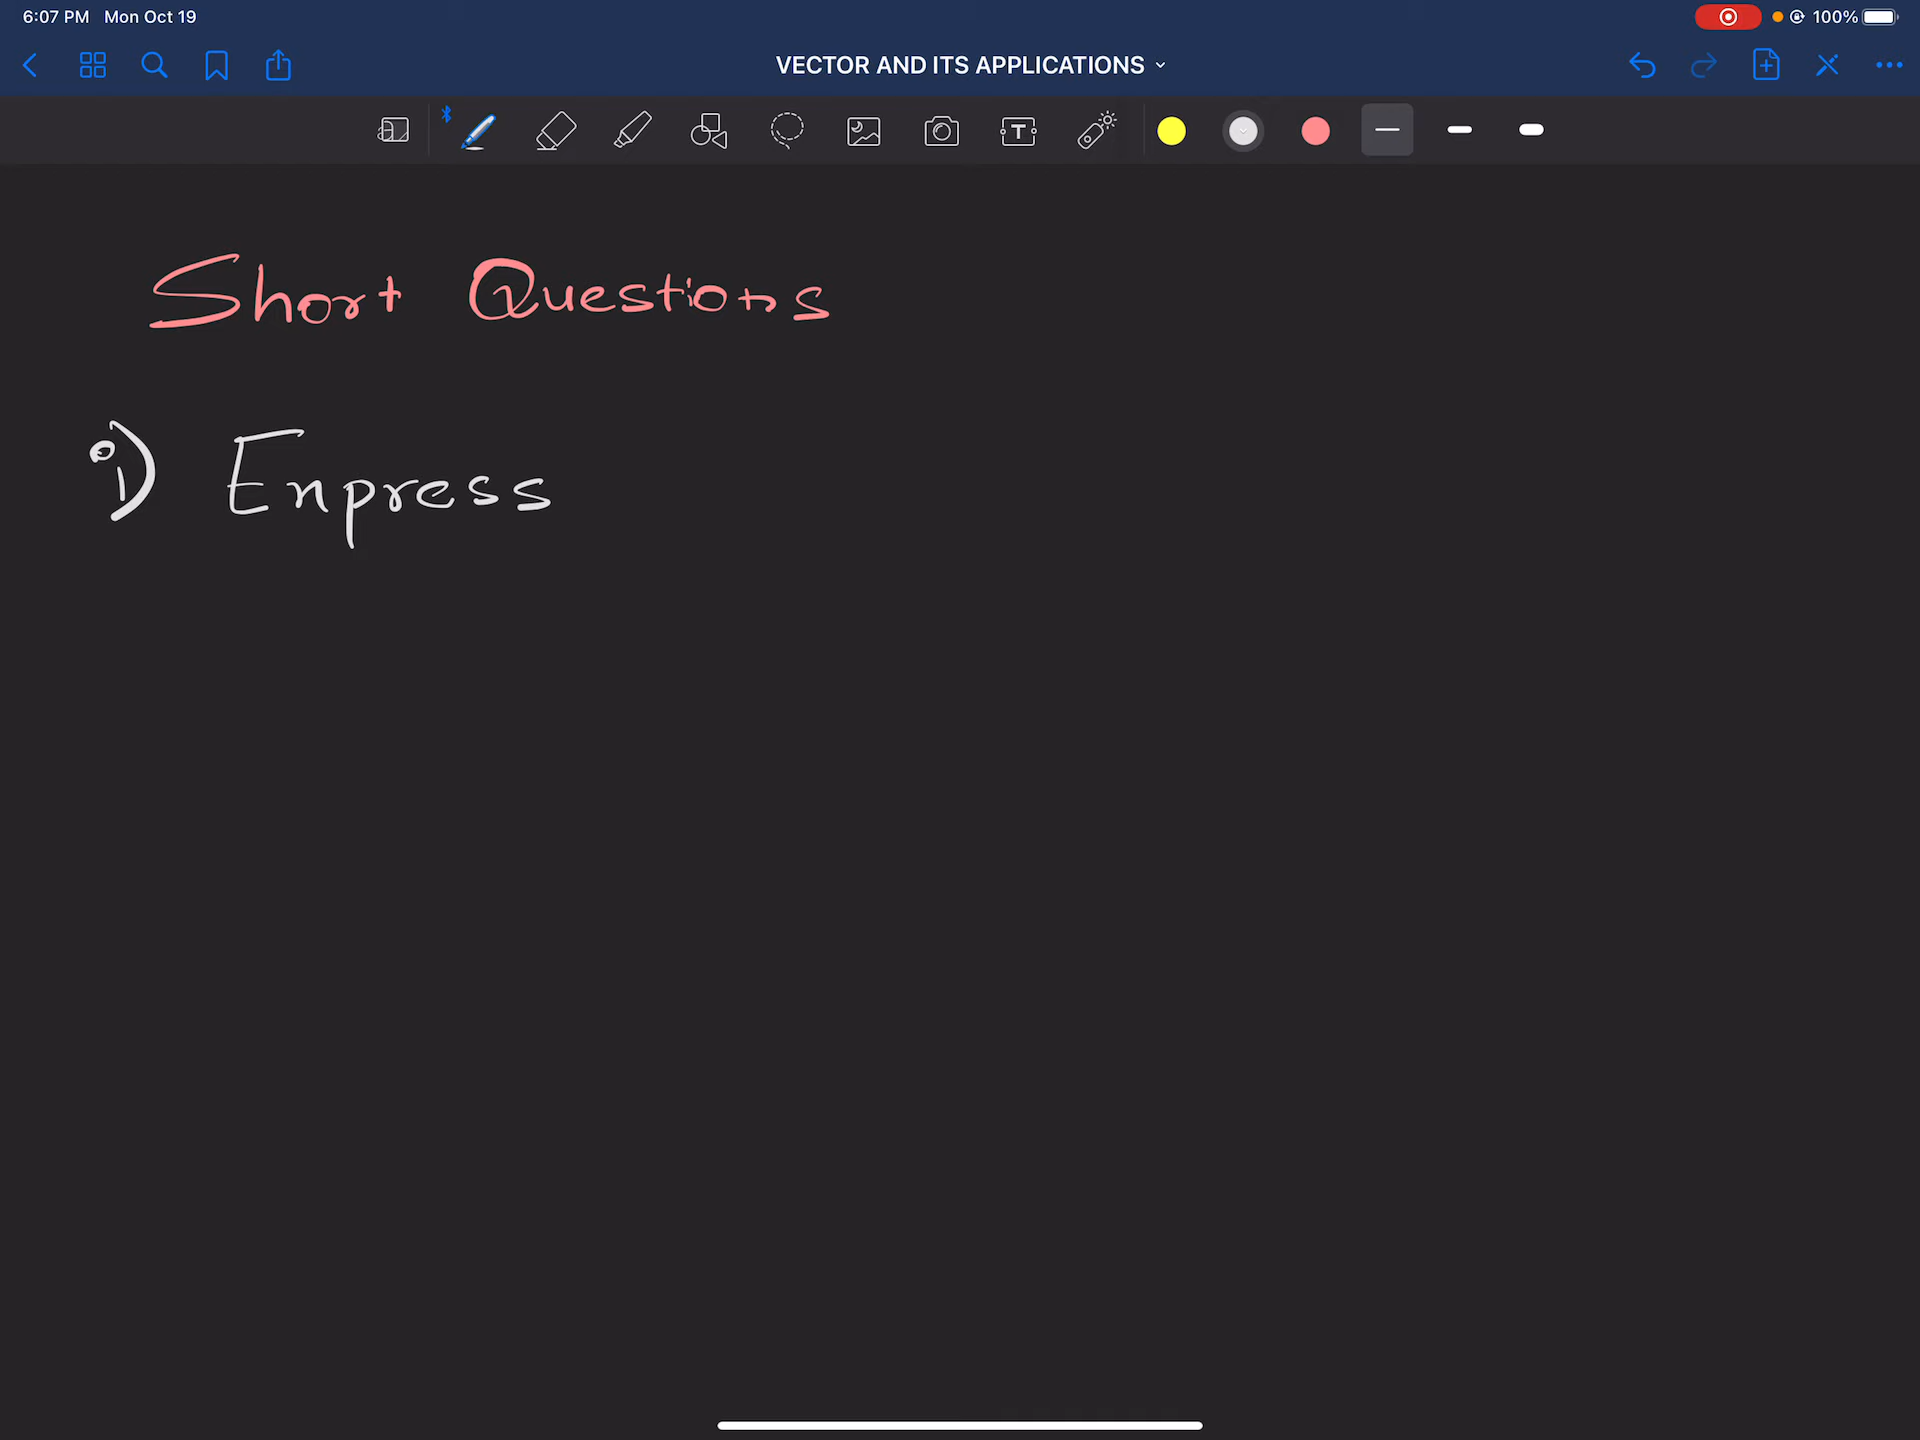 6:07 PM Mon Oct 19
100%
VECTOR AND ITS APPLICATIONS
T
Short Questions
i) Express